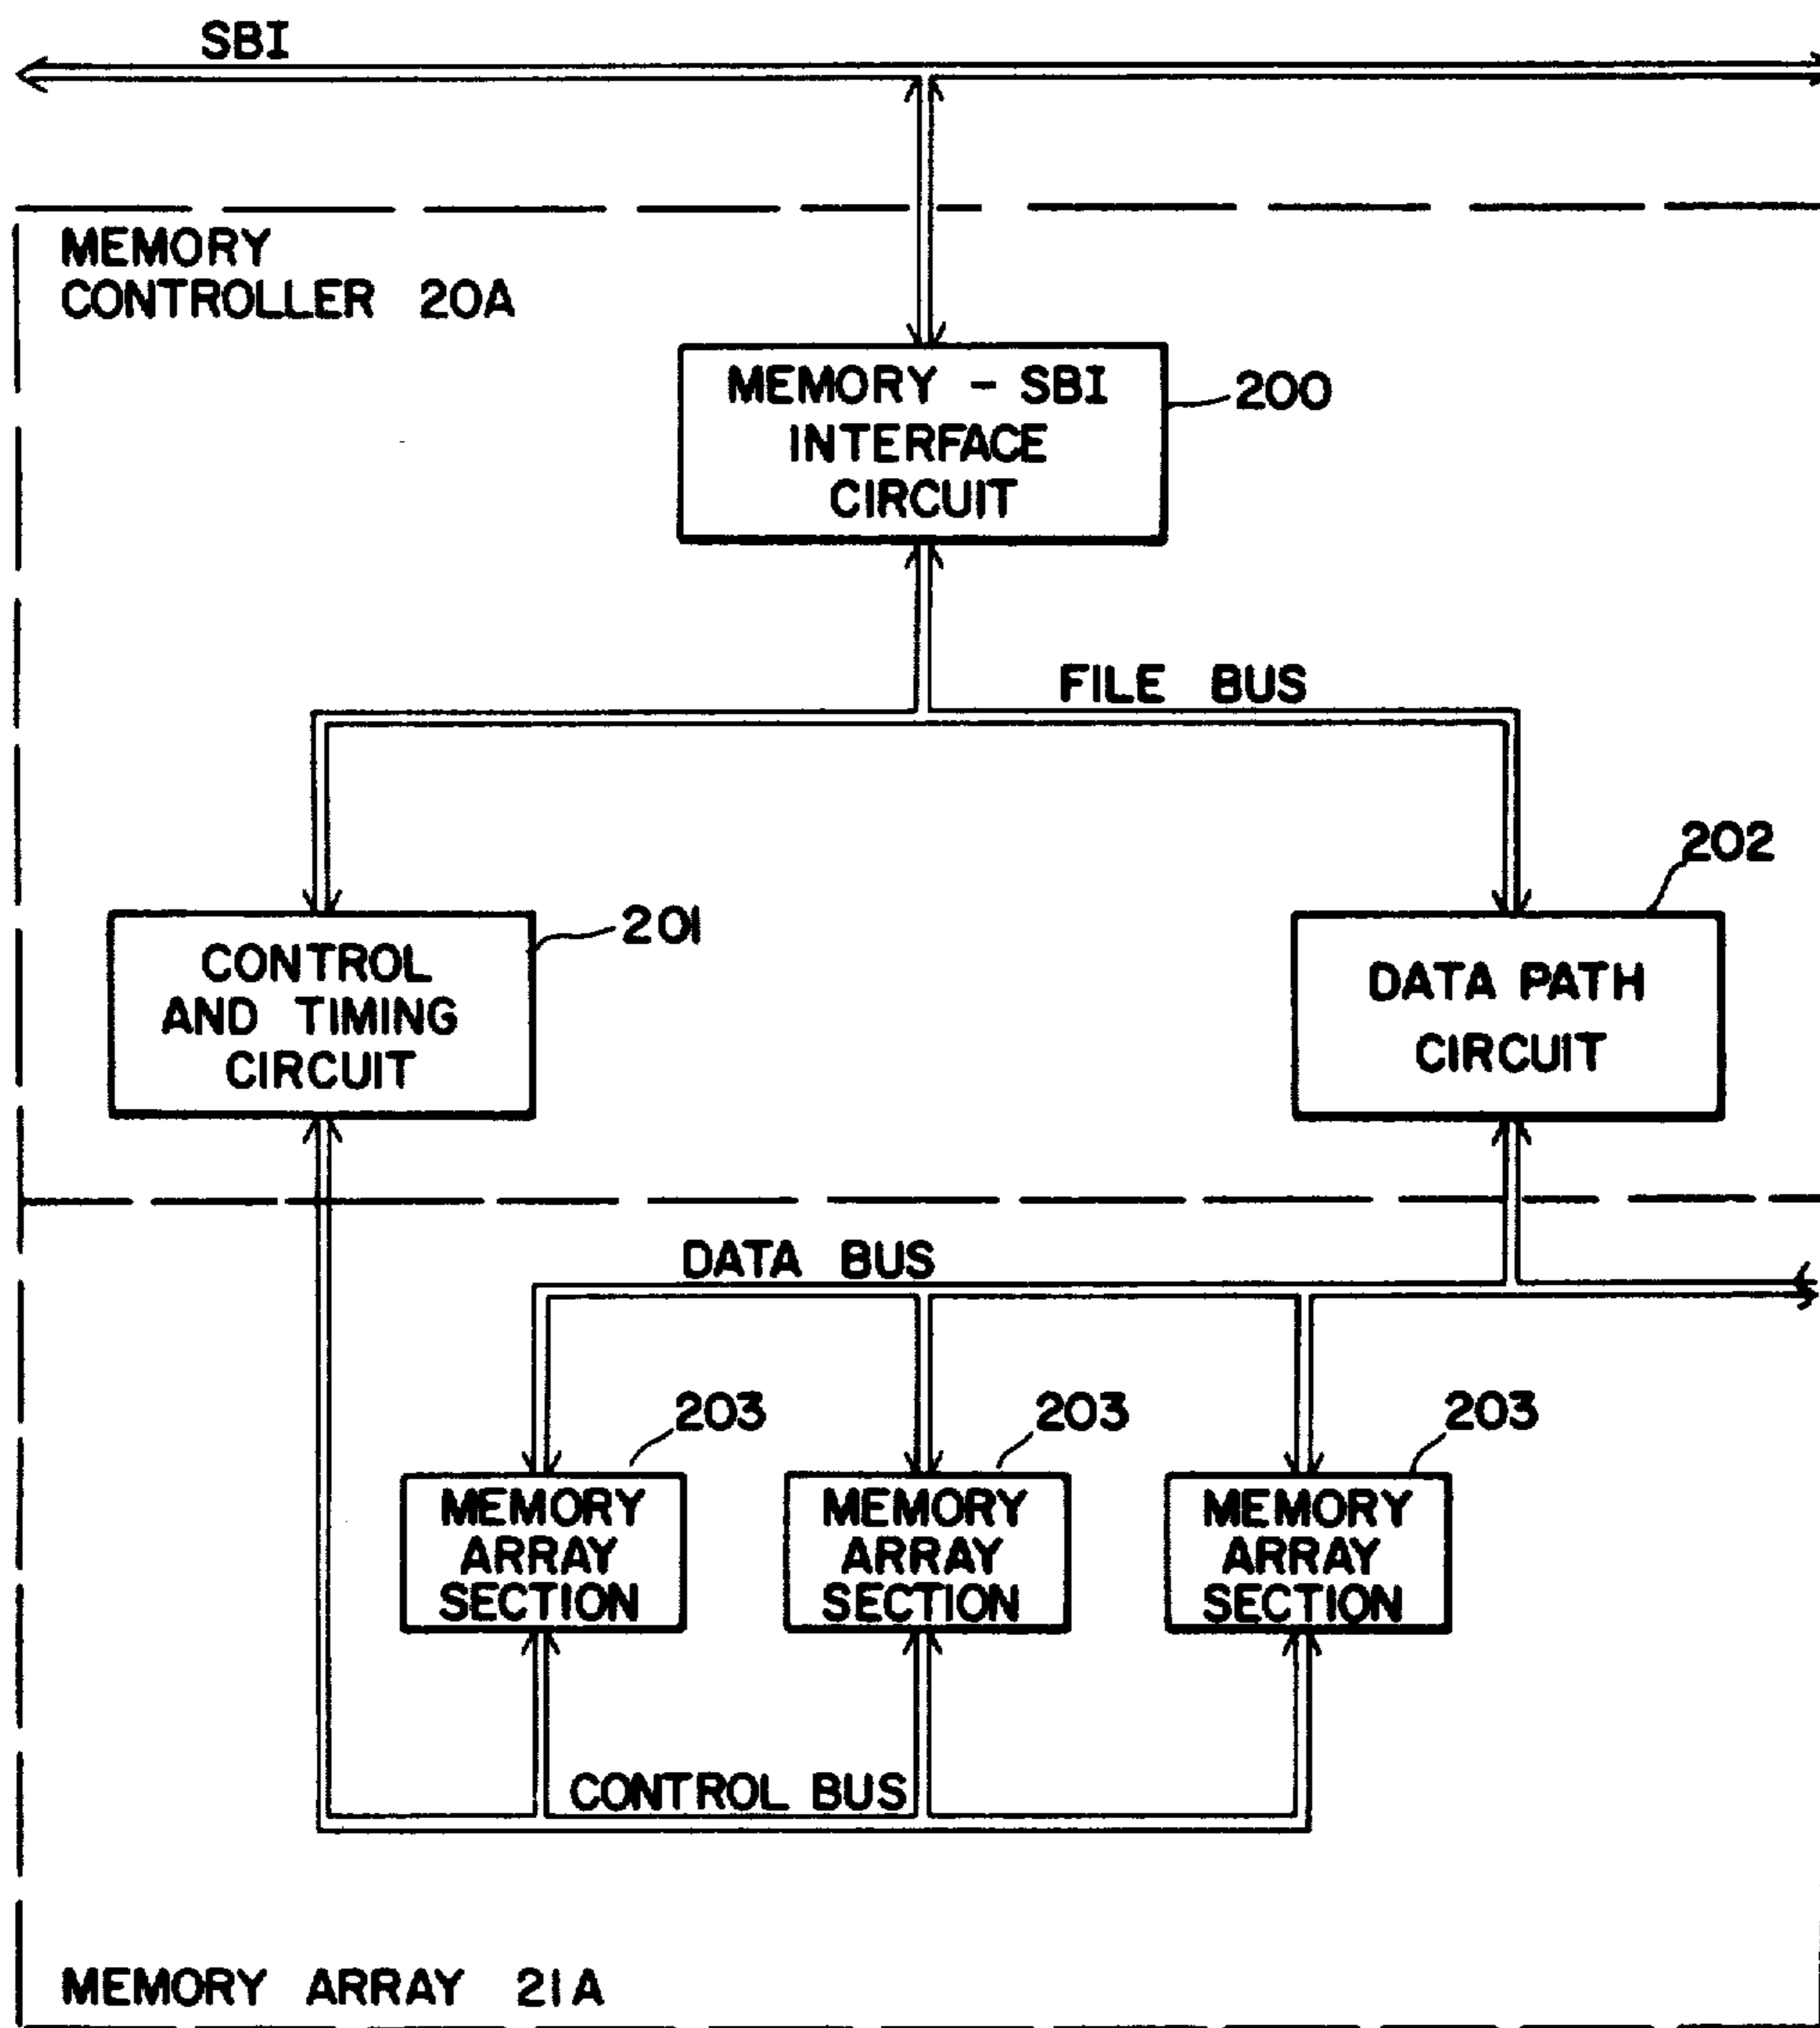 SBI
MEMORY
CONTROLLER 20A
MEMORY - SBI
INTERFACE
CIRCUIT
200
FILE BUS
202
201
CONTROL
AND TIMING
CIRCUIT
DATA PATH
CIRCUIT
DATA BUS
203
203
203
MEMORY
ARRAY
SECTION
MEMORY
ARRAY
SECTION
MEMORY
ARRAY
SECTION
CONTROL BUS
MEMORY ARRAY 21A